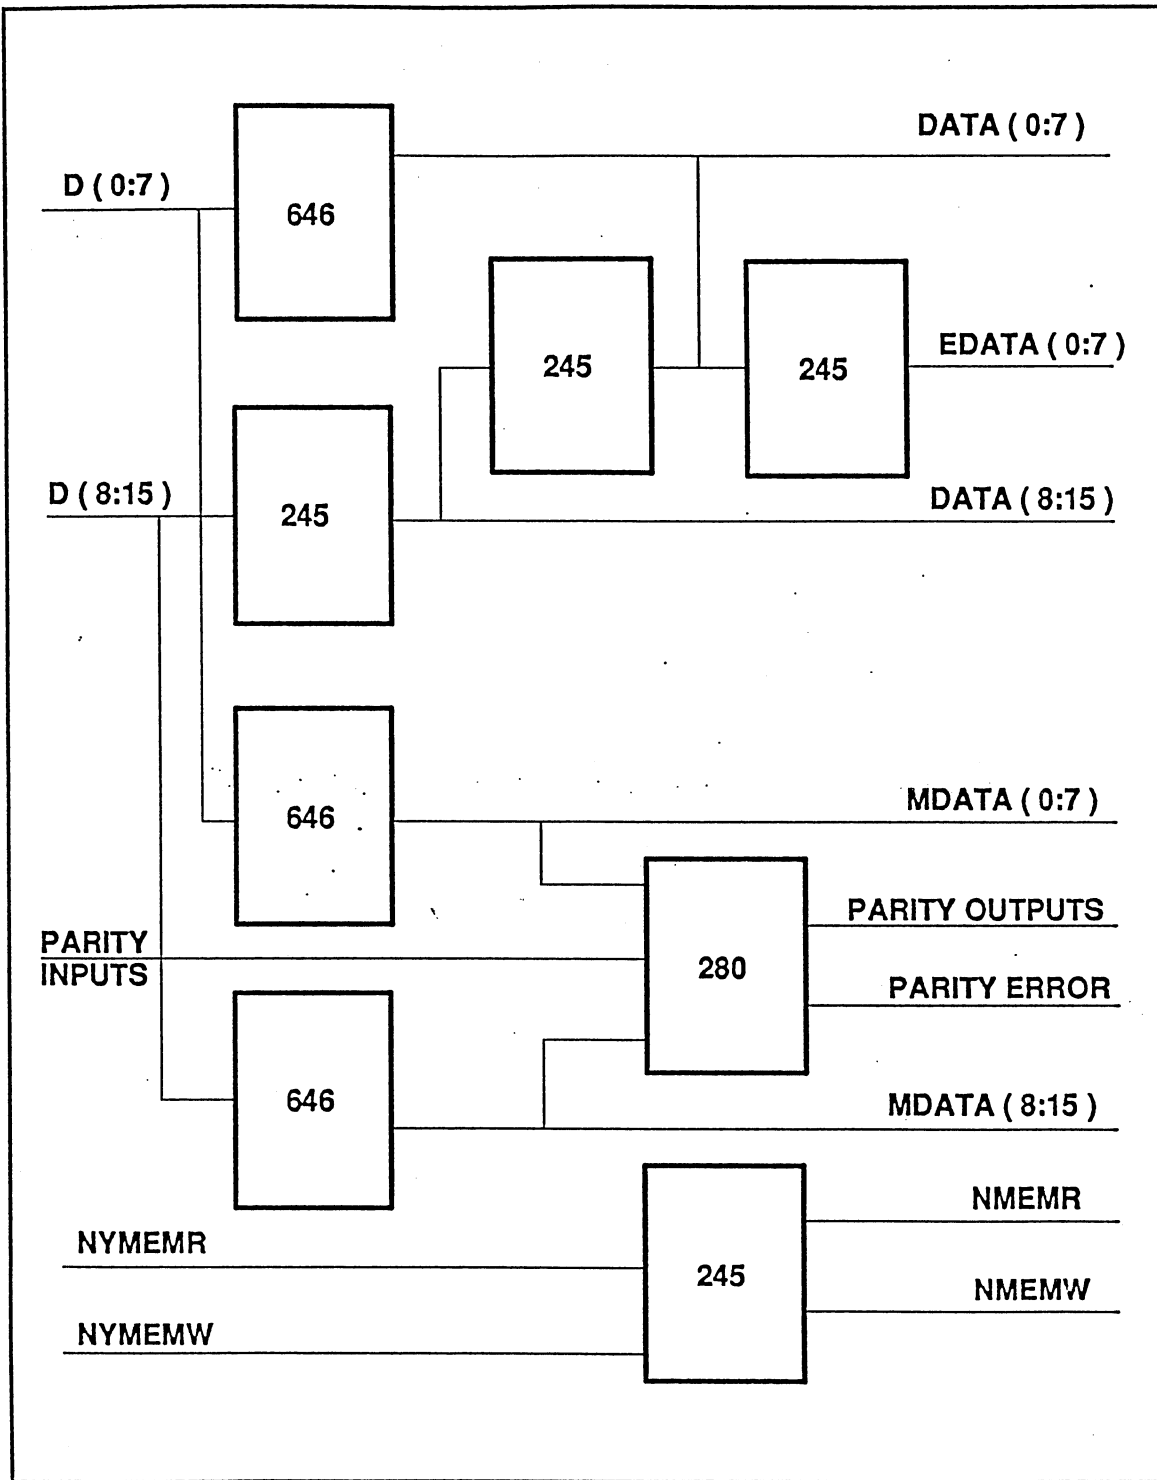 DATA ( 0:7 )
D ( 0:7 )
646
EDATA ( 0:7 )
245
245
D ( 8:15 )
DATA ( 8:15 )
245
MDATA ( 0:7 )
646
PARITY OUTPUTS
PARITY
INPUTS
280
PARITY ERROR
646
MDATA ( 8:15 )
NMEMR
NYMEMR
245
NMEMW
NYMEMW